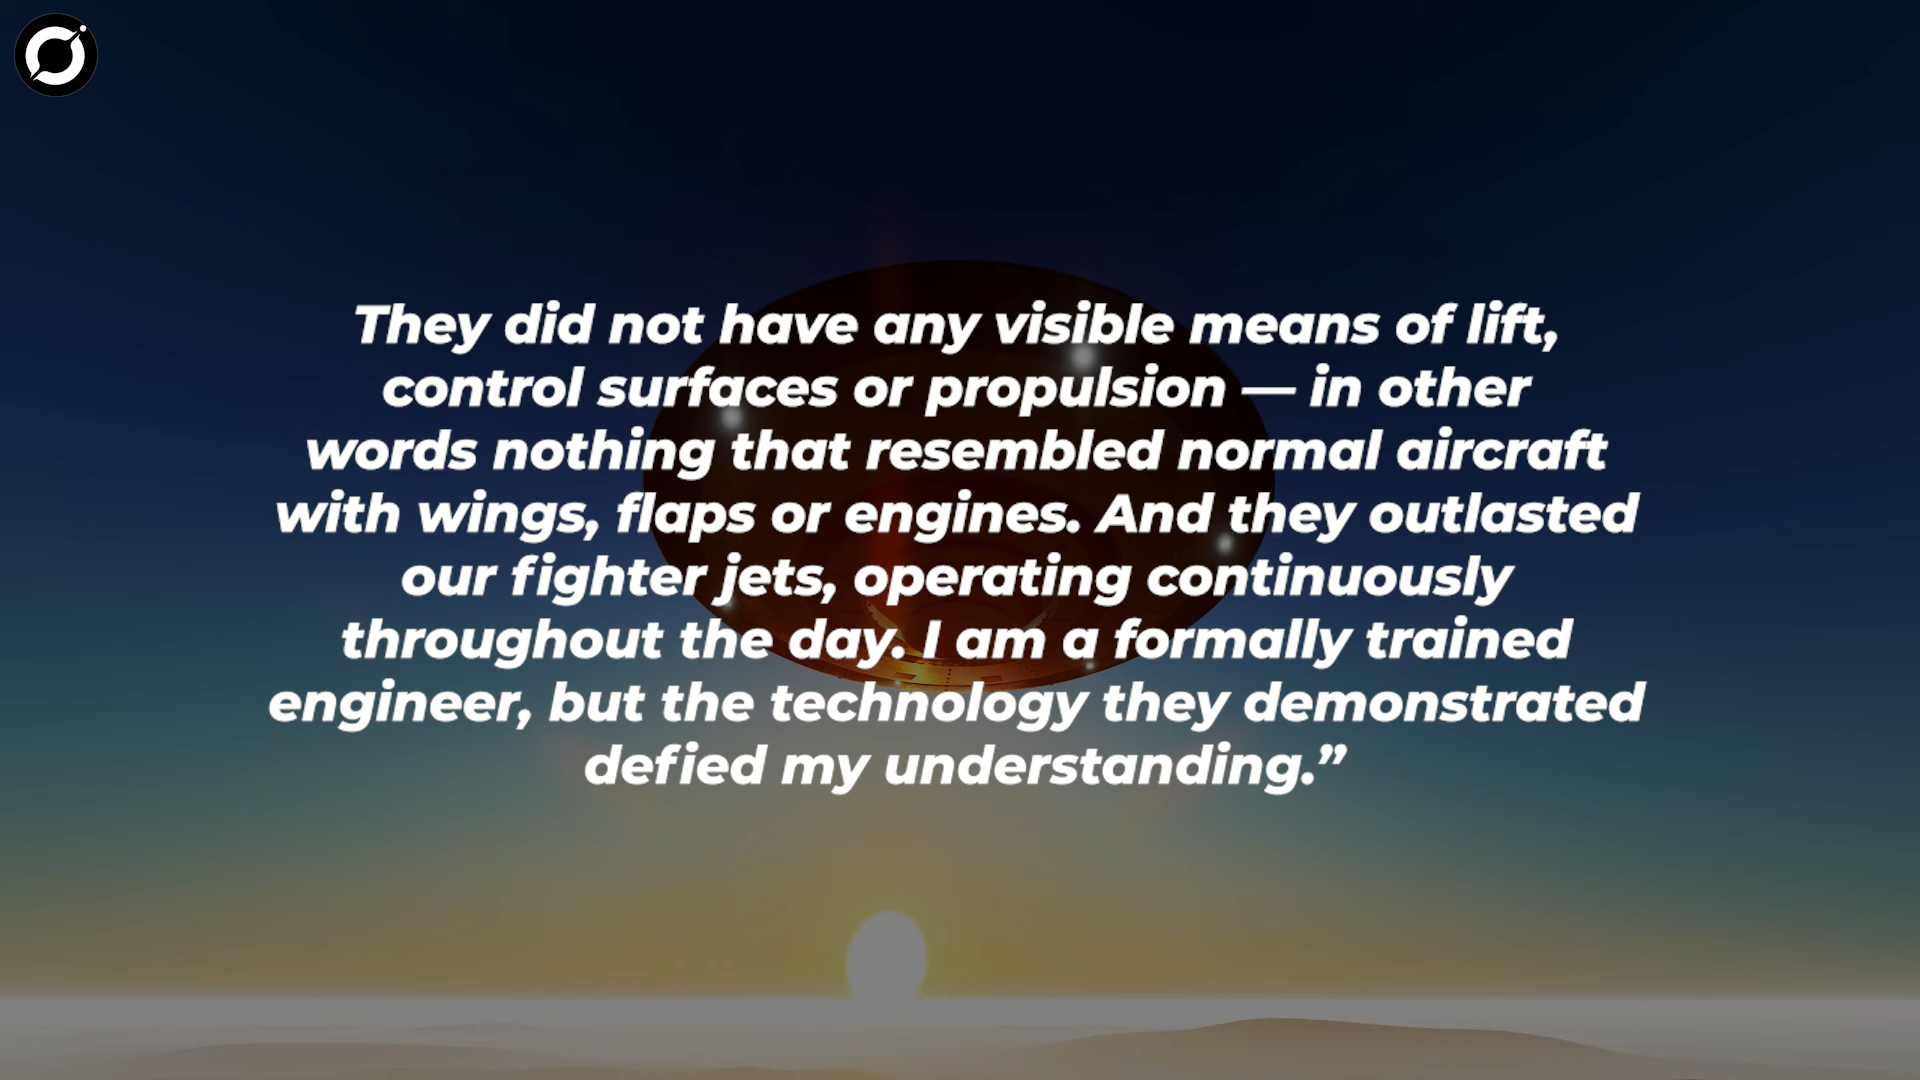 They did not have any visible means of lift,
control surfaces or propulsion — in other
words nothing that resembled normal aircraft
with wings, flaps or engines. And they outlasted
our fighter jets, operating continuously
throughout the day. I am a formally trained
engineer, but the technology they demonstrated
defied my understanding.”